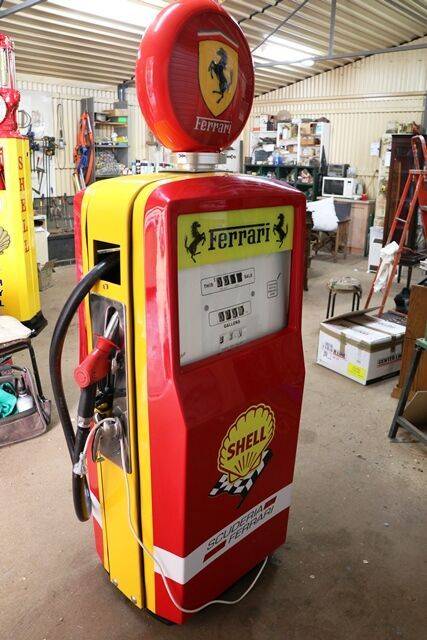 Ferrari
Ferrari
THIS SALE
GALLONS
SHELL
SCUDERIA
FERRARI
SHELL